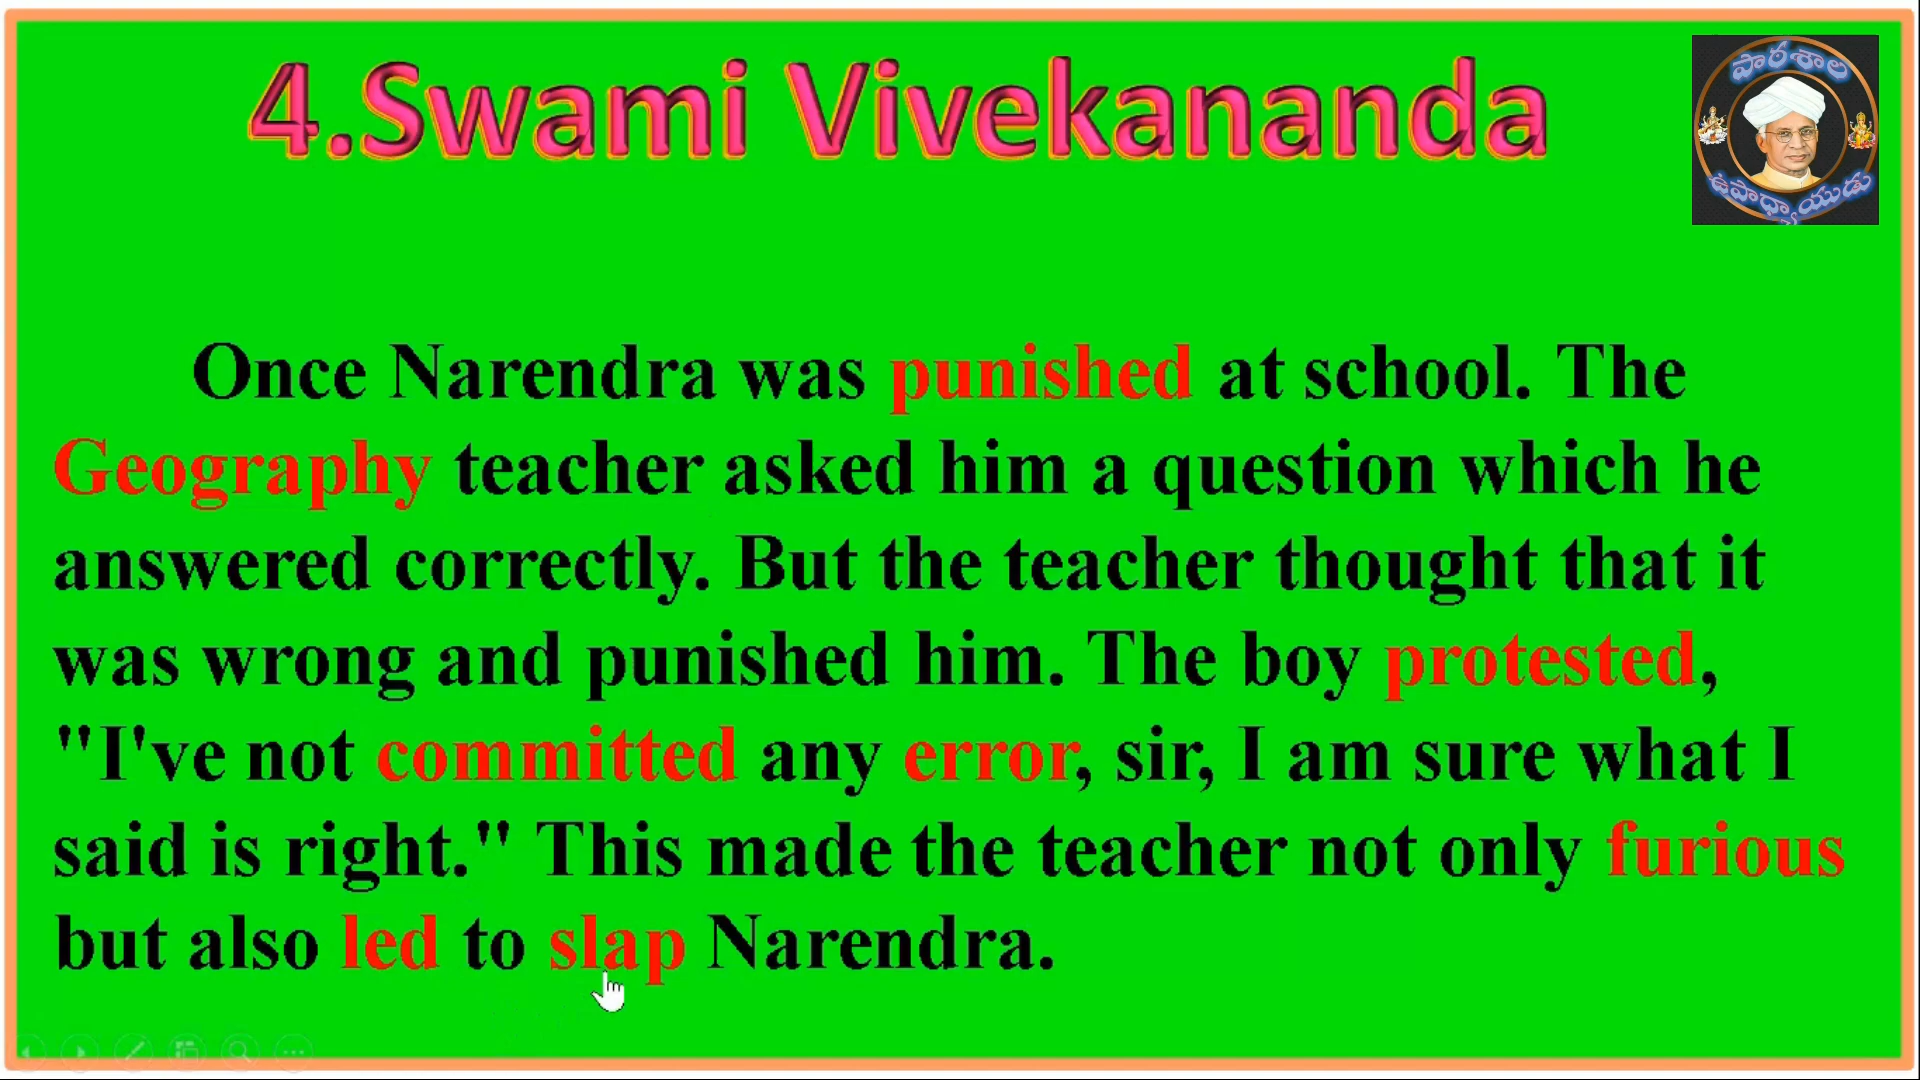 4.Swami Vivekananda
పాఠశాల
ఉపాధ్యాయుడు
Once Narendra was punished at school. The
Geography teacher asked him a question which he
answered correctly. But the teacher thought that it
was wrong and punished him. The boy protested,
"I've not committed any error, sir, I am sure what I
said is right." This made the teacher not only furious
but also led to slap Narendra.